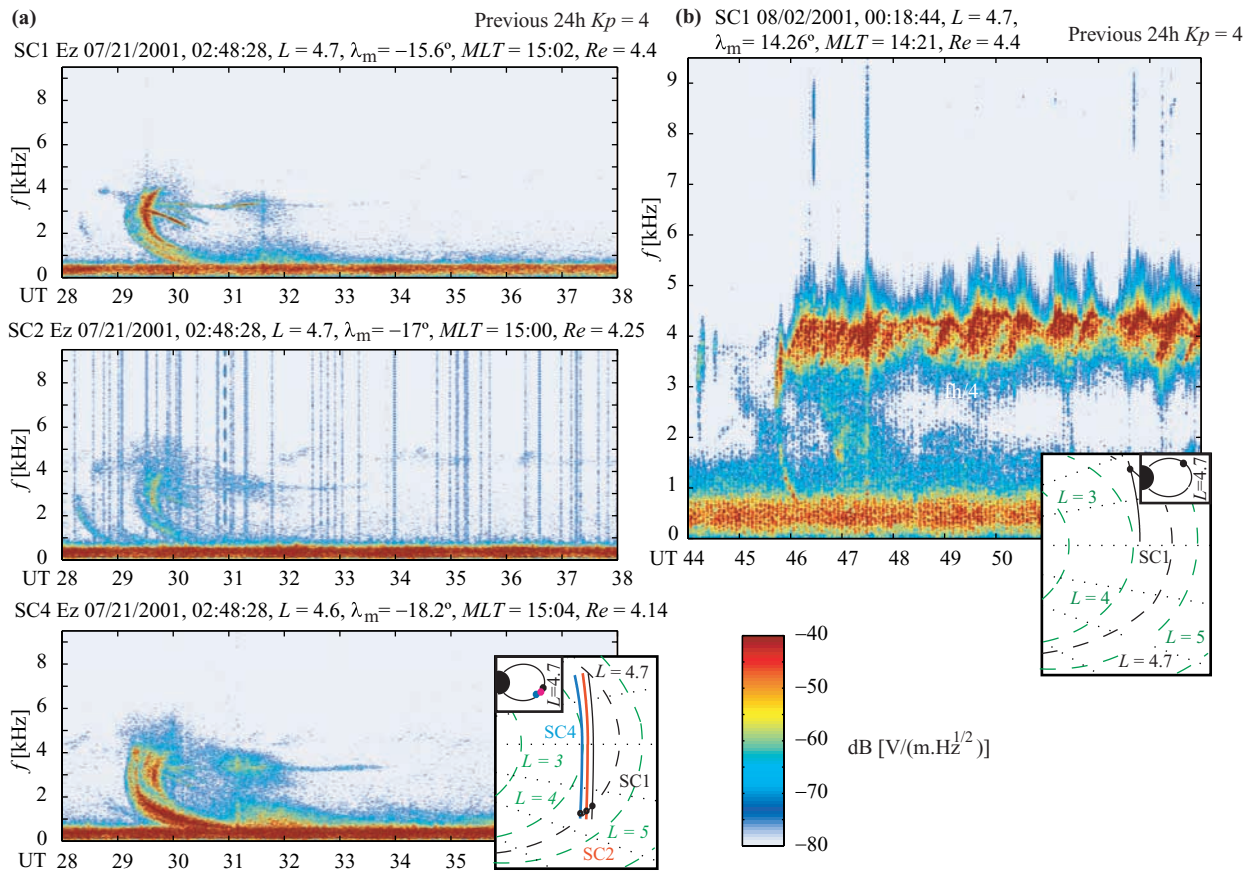 (a)
Previous 24h Kp = 4
SC1 Ez 07/21/2001, 02:48:28, L = 4.7, λm = −15.6º, MLT = 15:02, Re = 4.4
8
6
4
2
0
f [kHz]
UT
28 29 30 31 32 33 34 35 36 37 38
SC2 Ez 07/21/2001, 02:48:28, L = 4.7, λm = −17º, MLT = 15:00, Re = 4.25
8
6
4
2
0
f [kHz]
UT
28 29 30 31 32 33 34 35 36 37 38
SC4 Ez 07/21/2001, 02:48:28, L = 4.6, λm = −18.2º, MLT = 15:04, Re = 4.14
8
6
4
2
0
f [kHz]
UT
28 29 30 31 32 33 34 35
L=4.7
L = 4.7
SC4
L = 3
SC1
L = 4
L = 5
SC2
(b)
SC1 08/02/2001, 00:18:44, L = 4.7,
λm = 14.26º, MLT = 14:21, Re = 4.4
Previous 24h Kp = 4
9
8
7
6
5
4
3
2
1
0
f [kHz]
fh/4
UT
44 45 46 47 48 49 50
L=4.7
L = 3
SC1
L = 4
L = 5
L = 4.7
−40
−50
−60
−70
−80
dB [V/(m.Hz1/2)]